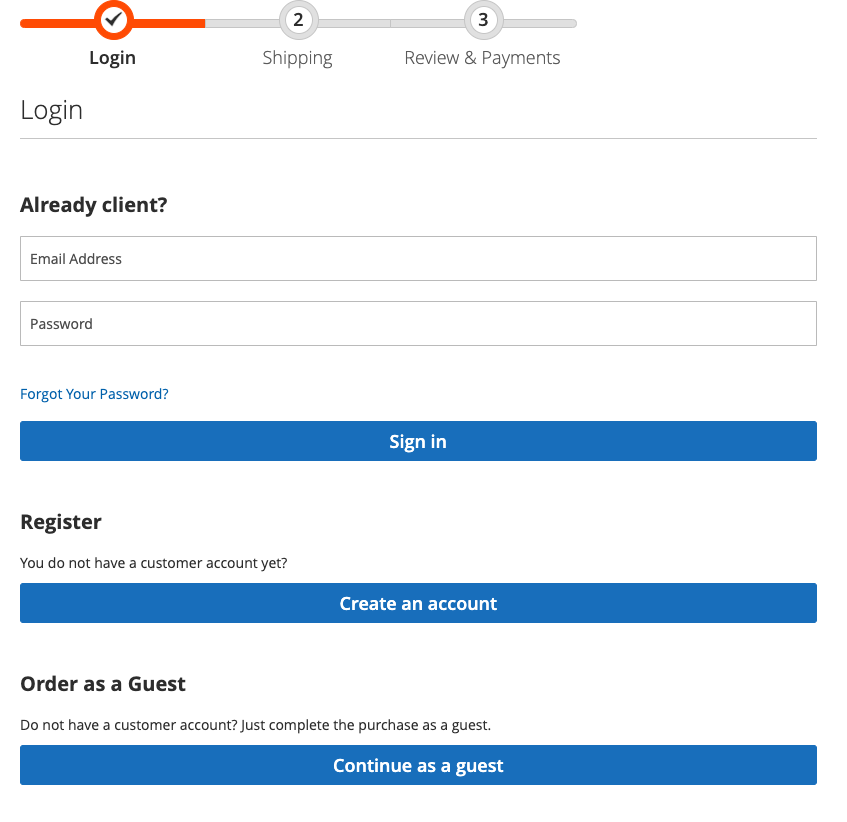 2 3
Login Shipping Review & Payments
Login
Already client?
Email Address
Password
Forgot Your Password?
Sign in
Register
You do not have a customer account yet?
Create an account
Order as a Guest
Do not have a customer account? Just complete the purchase as a guest.
Continue as a guest